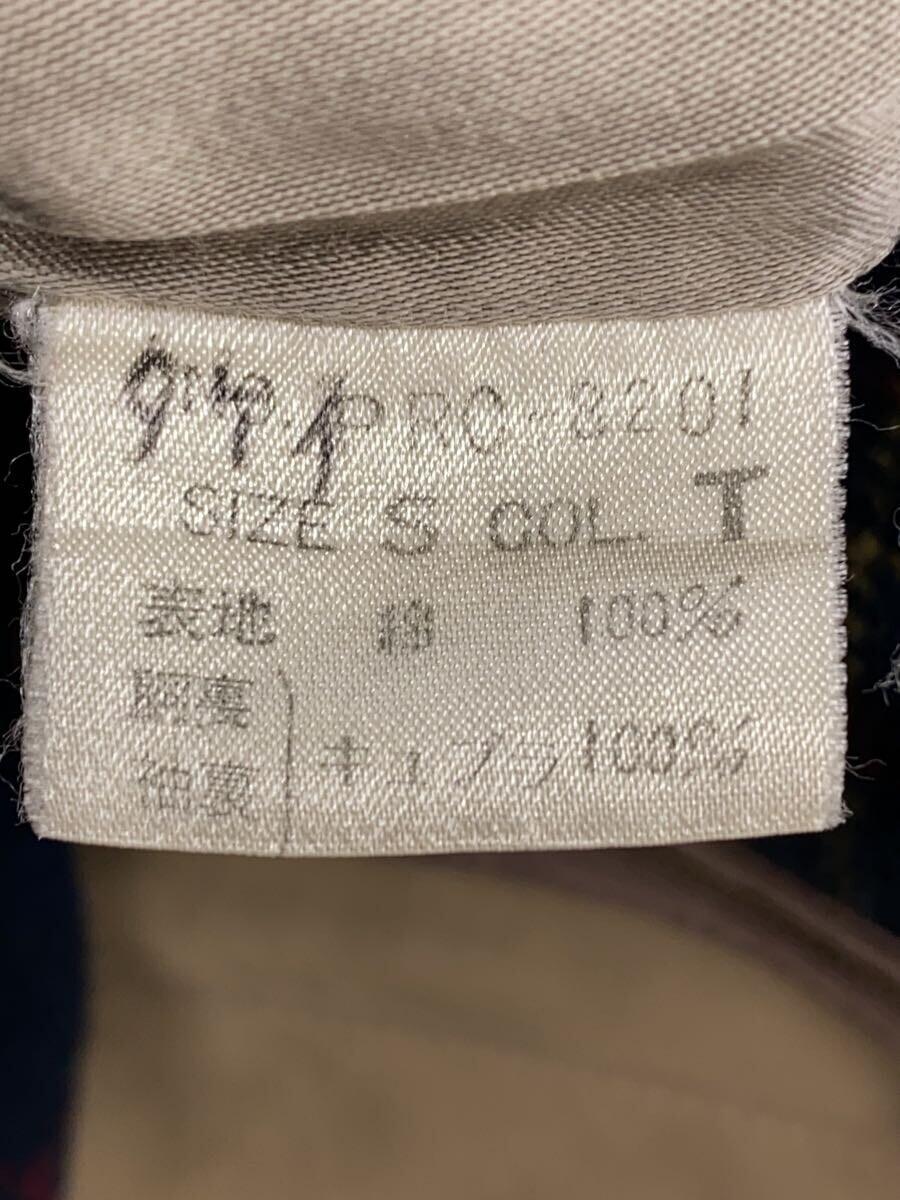 PRC-8201
SIZE S COL. T
表地 綿 100%
胴裏
袖裏
キュプラ 100%